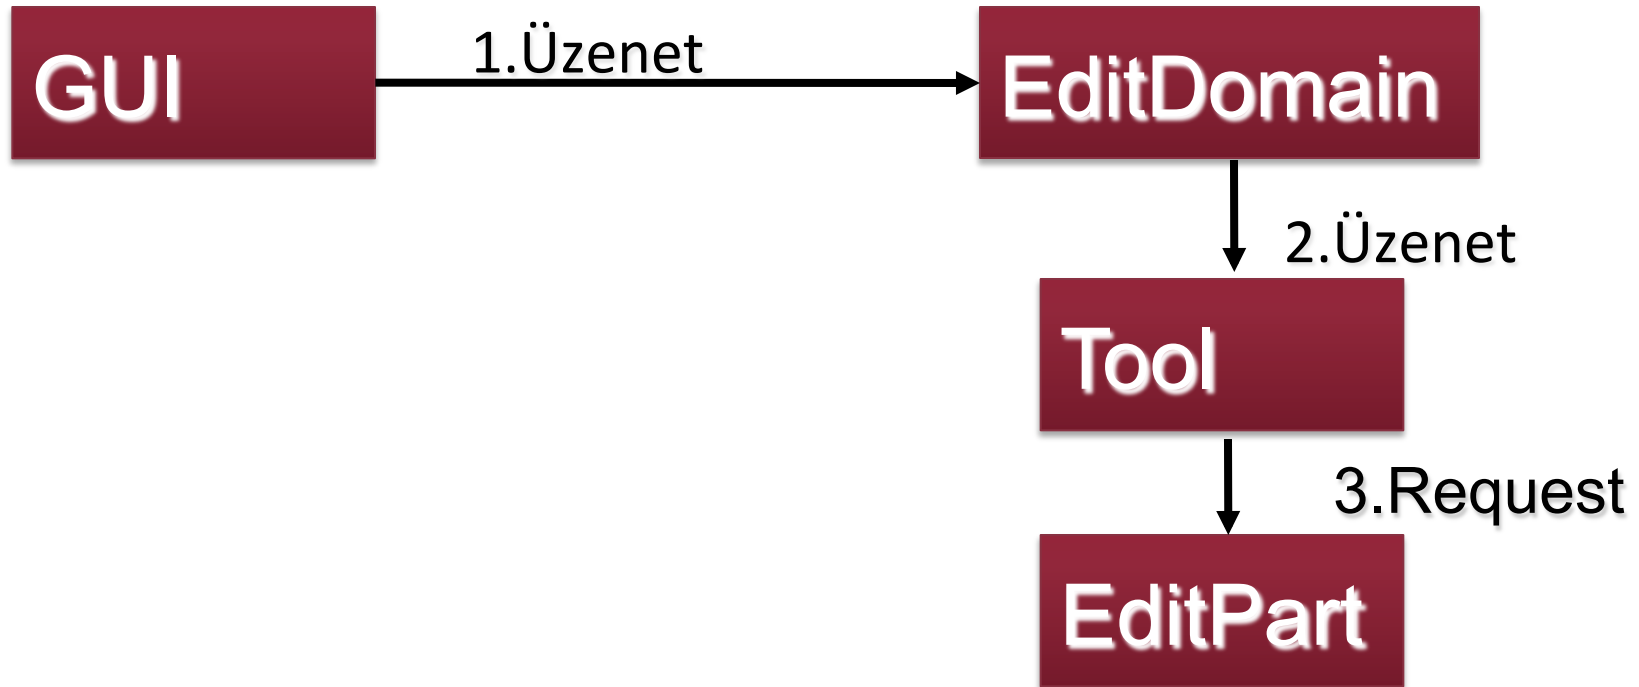 GUI
1.Üzenet
EditDomain
2.Üzenet
Tool
3.Request
EditPart